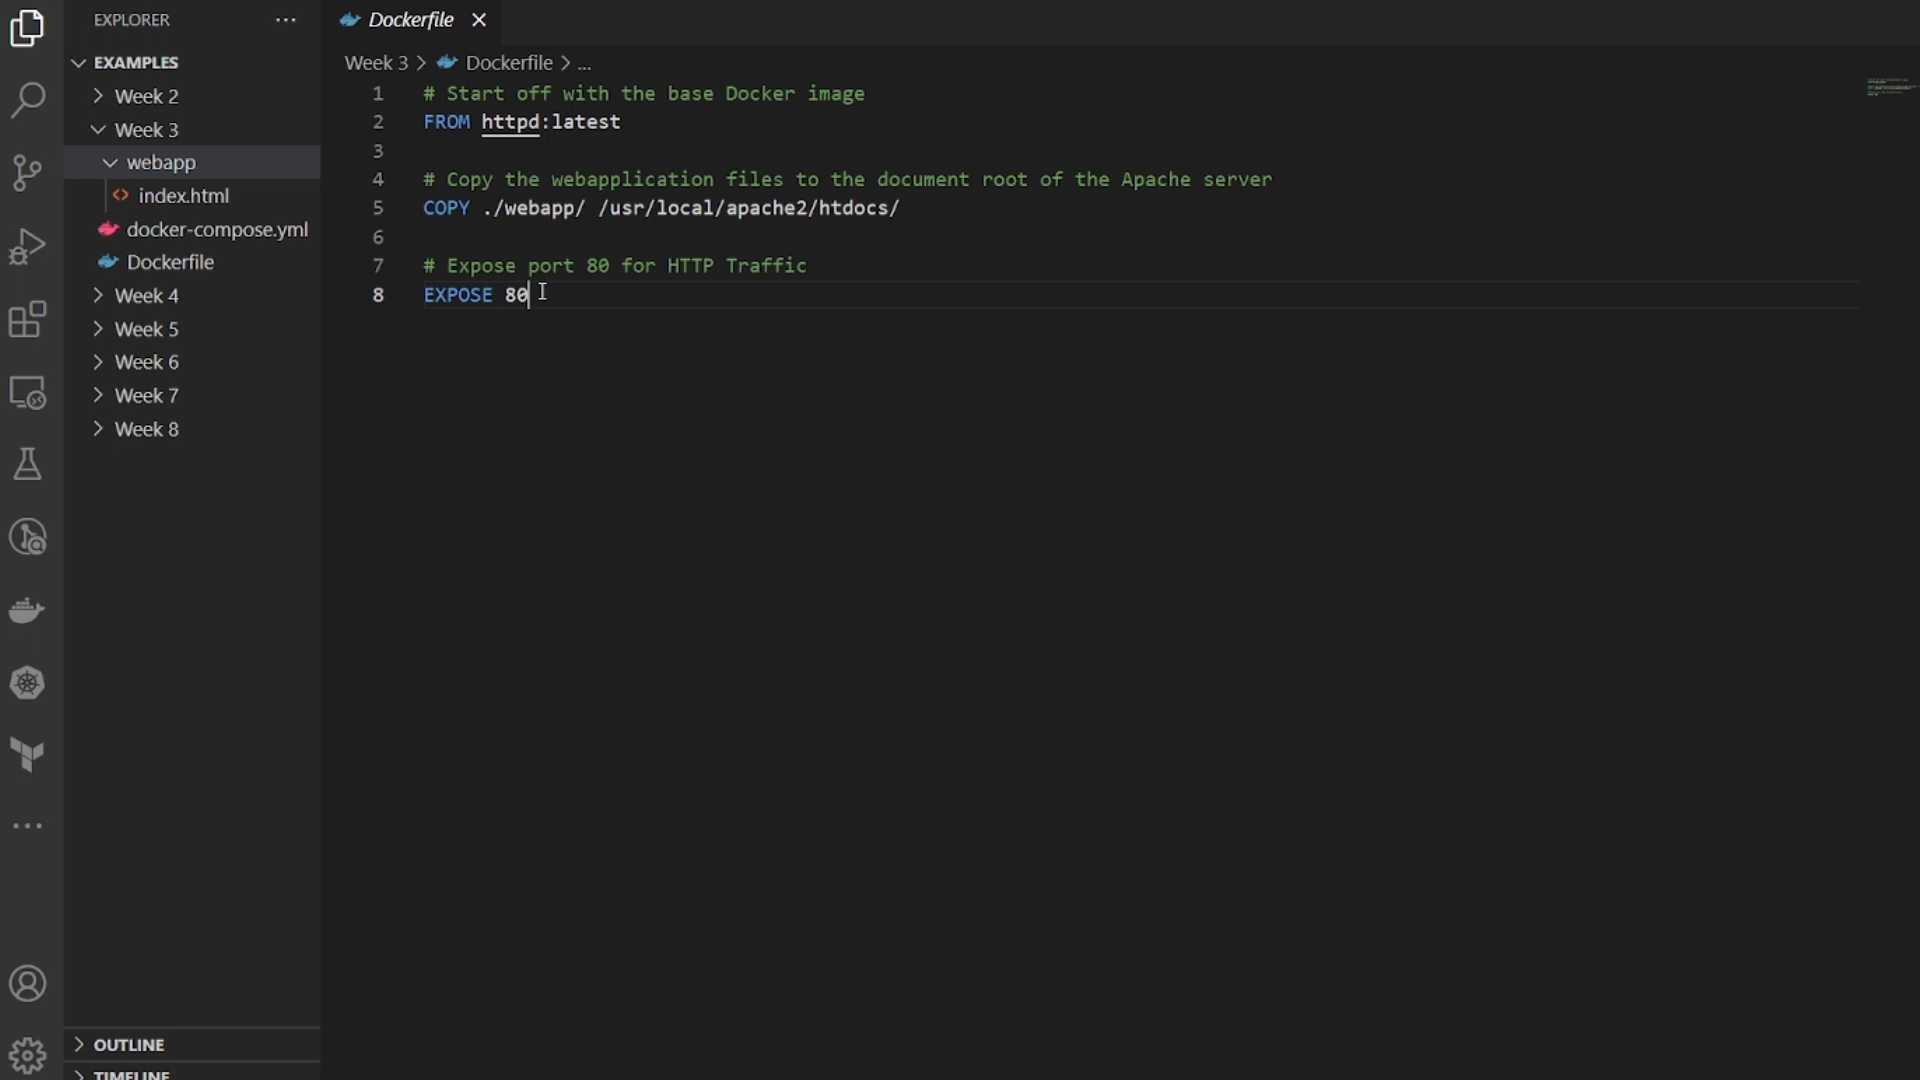 EXPLORER
EXAMPLES
Week 2
Week 3
webapp
index.html
docker-compose.yml
Dockerfile
Week 4
Week 5
Week 6
Week 7
Week 8
OUTLINE
TIMELINE
Dockerfile
Week 3 > Dockerfile > ...
1 # Start off with the base Docker image
2 FROM httpd:latest
3
4 # Copy the webapplication files to the document root of the Apache server
5 COPY ./webapp/ /usr/local/apache2/htdocs/
6
7 # Expose port 80 for HTTP Traffic
8 EXPOSE 80